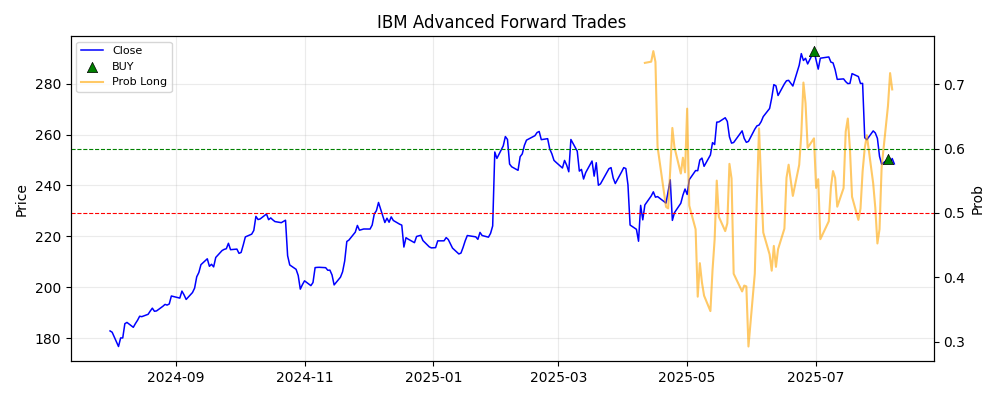 IBM Advanced Forward Trades
Close
BUY
Prob Long
Price
280
260
240
220
200
180
0.7
0.6
0.5
0.4
0.3
Prob
2024-09
2024-11
2025-01
2025-03
2025-05
2025-07